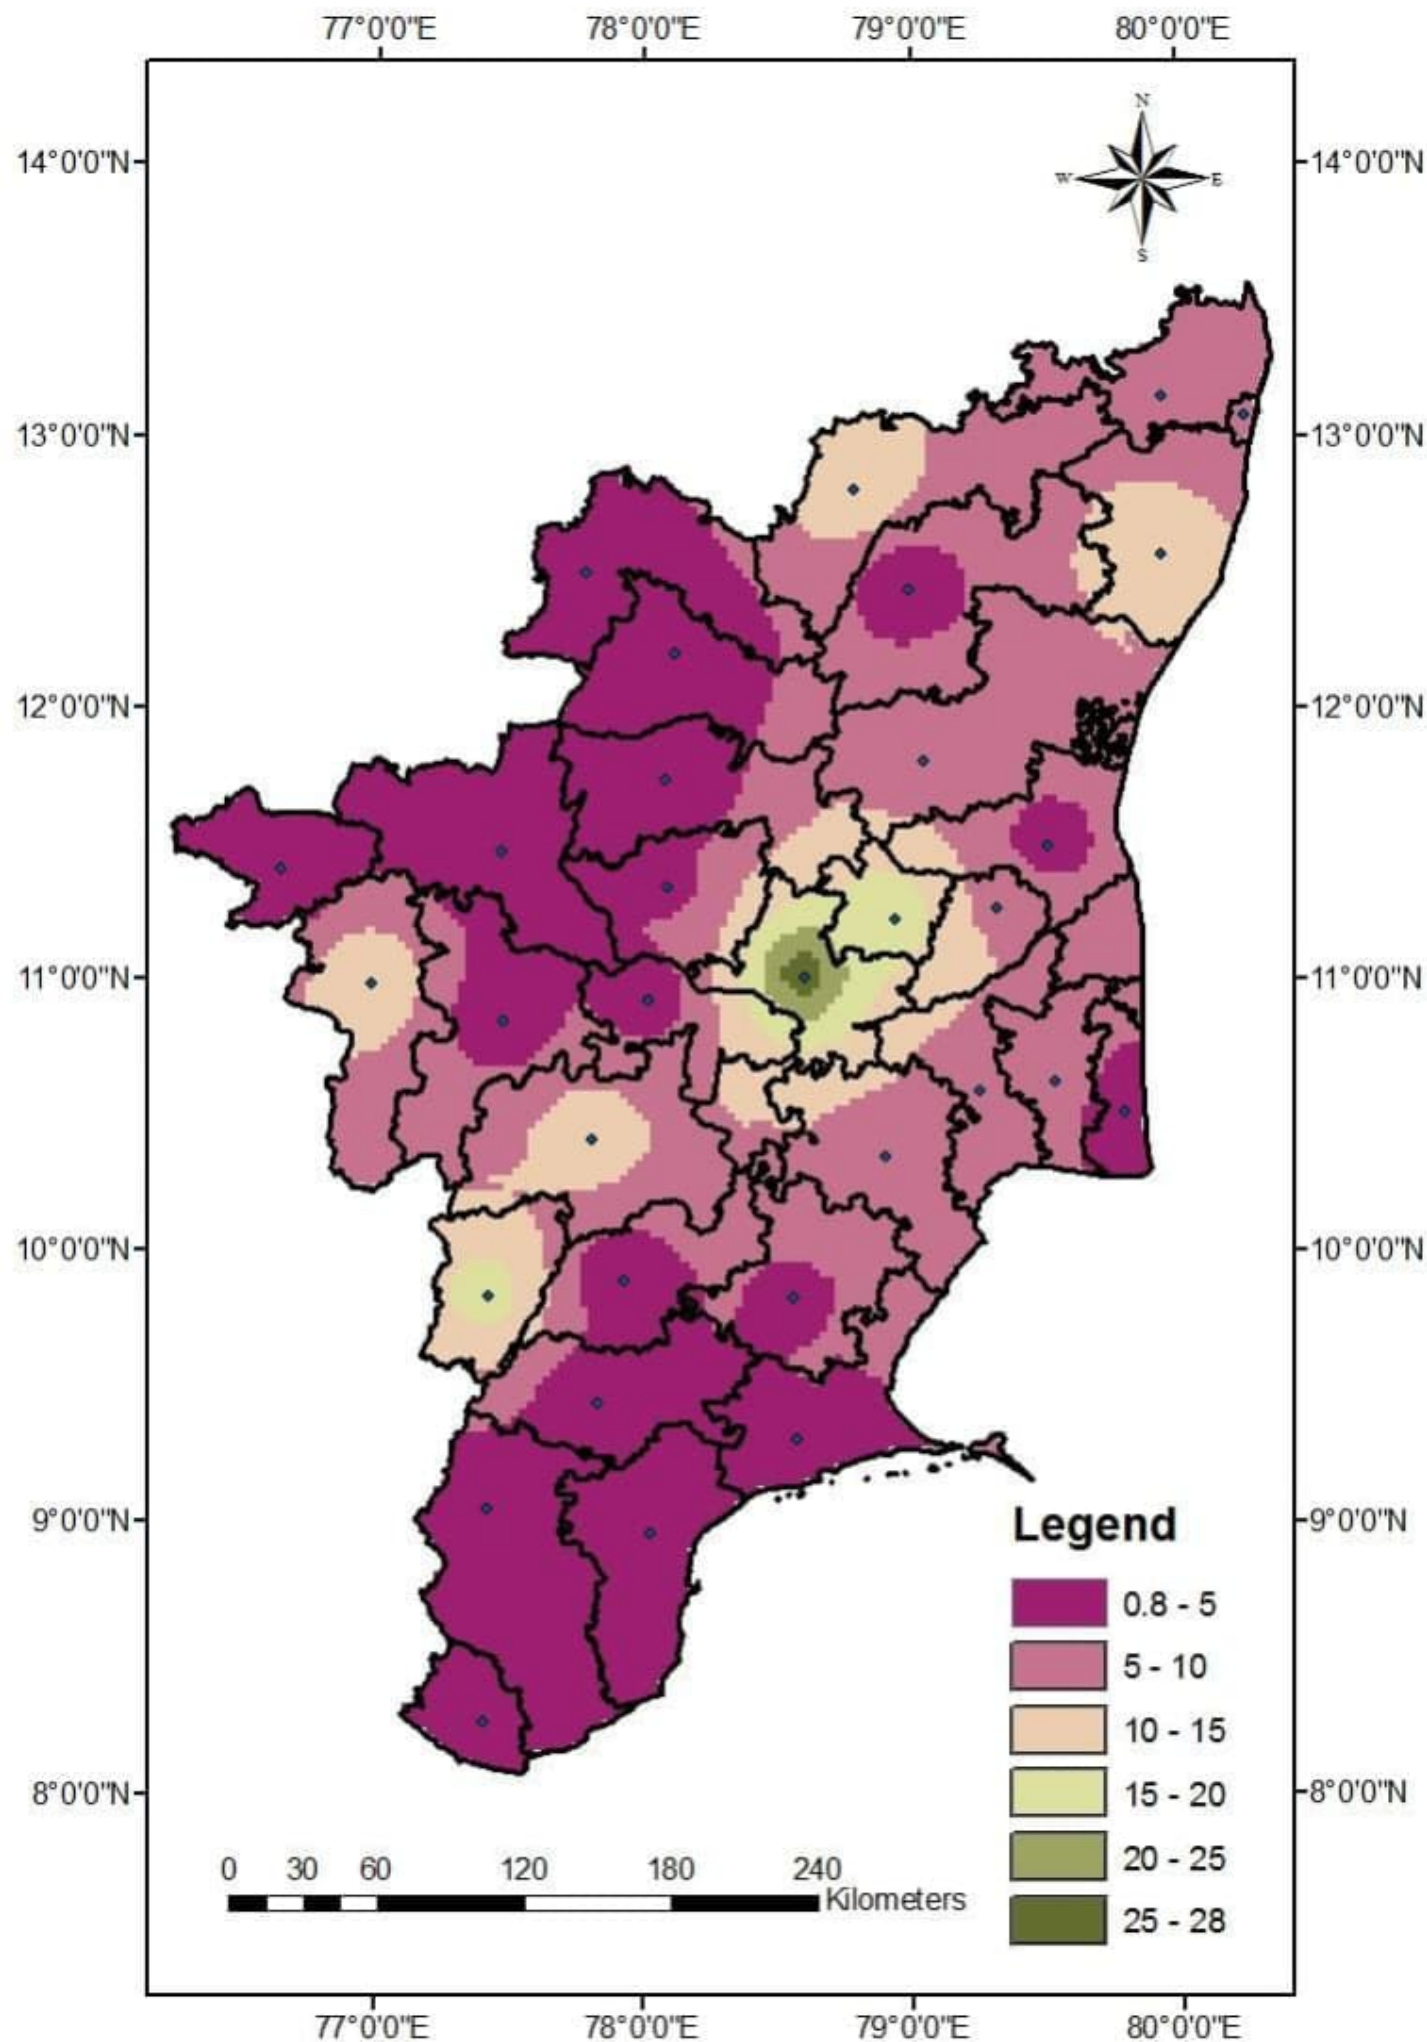 77°0'0"E 78°0'0"E 79°0'0"E 80°0'0"E
N
W E
S
14°0'0"N 14°0'0"N
13°0'0"N 13°0'0"N
12°0'0"N 12°0'0"N
11°0'0"N 11°0'0"N
10°0'0"N 10°0'0"N
9°0'0"N 9°0'0"N
Legend
0.8 - 5
5 - 10
10 - 15
8°0'0"N 8°0'0"N
15 - 20
20 - 25
25 - 28
0 30 60 120 180 240
Kilometers
77°0'0"E 78°0'0"E 79°0'0"E 80°0'0"E